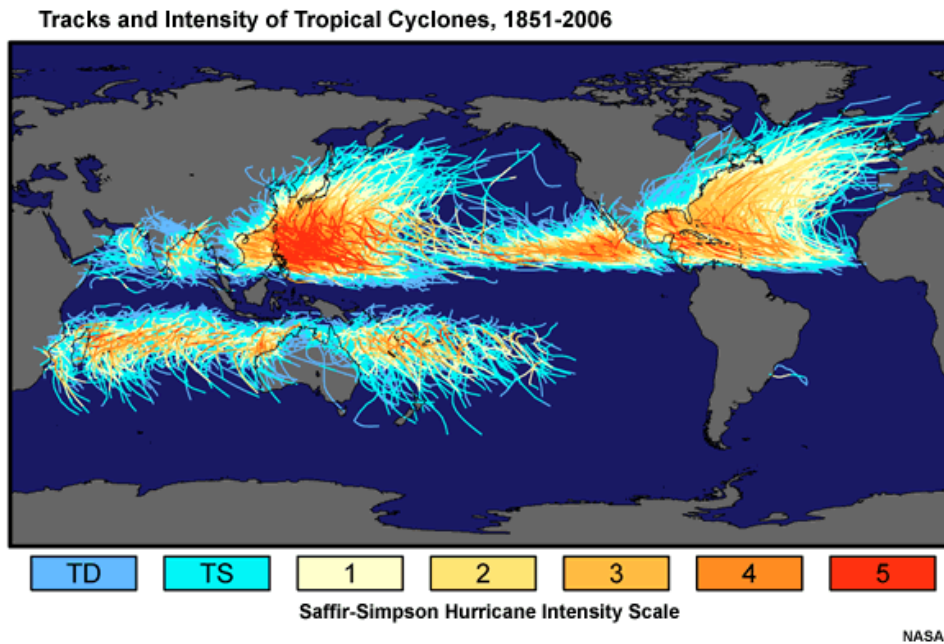 Tracks and Intensity of Tropical Cyclones, 1851-2006
TD TS 1 2 3 4 5
Saffir-Simpson Hurricane Intensity Scale
NASA